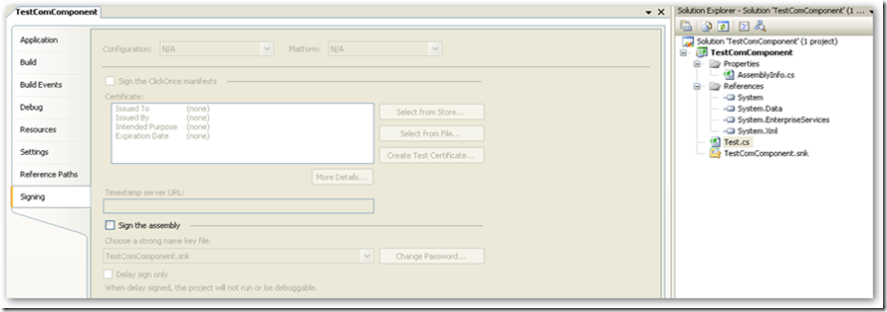 TestComComponent
Application
Build
Build Events
Debug
Resources
Settings
Reference Paths
Signing
Configuration: N/A Platform: N/A
Sign the ClickOnce manifests
Certificate:
Issued To (none)
Issued By (none)
Intended Purpose (none)
Expiration Date (none)
Select from Store...
Select from File...
Create Test Certificate...
More Details...
Timestamp server URL:
Sign the assembly
Choose a strong name key file:
TestComComponent.snk
Change Password...
Delay sign only
When delay signed, the project will not run or be debuggable.
Solution Explorer - Solution 'TestComComponent' (1 ...
Solution 'TestComComponent' (1 project)
TestComComponent
Properties
AssemblyInfo.cs
References
System
System.Data
System.EnterpriseServices
System.Xml
Test.cs
TestComComponent.snk